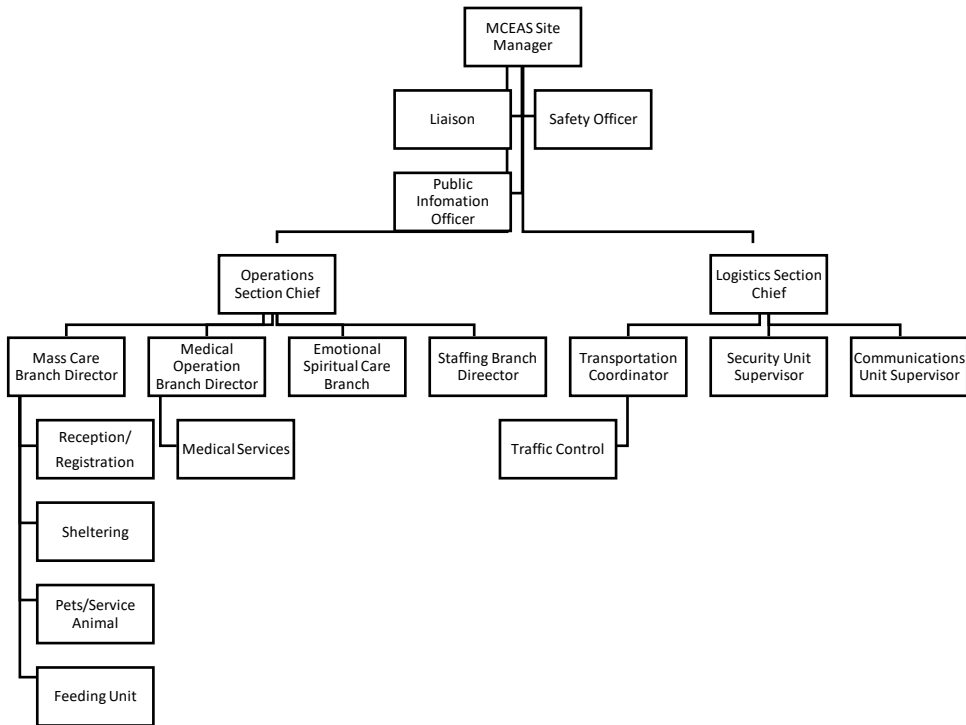 MCEAS Site
Manager
Liaison
Safety Officer
Public
Infomation
Officer
Operations
Section Chief
Logistics Section
Chief
Mass Care
Branch Director
Medical
Operation
Branch Director
Emotional
Spiritual Care
Branch
Staffing Branch
Direector
Transportation
Coordinator
Security Unit
Supervisor
Communications
Unit Supervisor
Reception/
Registration
Medical Services
Traffic Control
Sheltering
Pets/Service
Animal
Feeding Unit